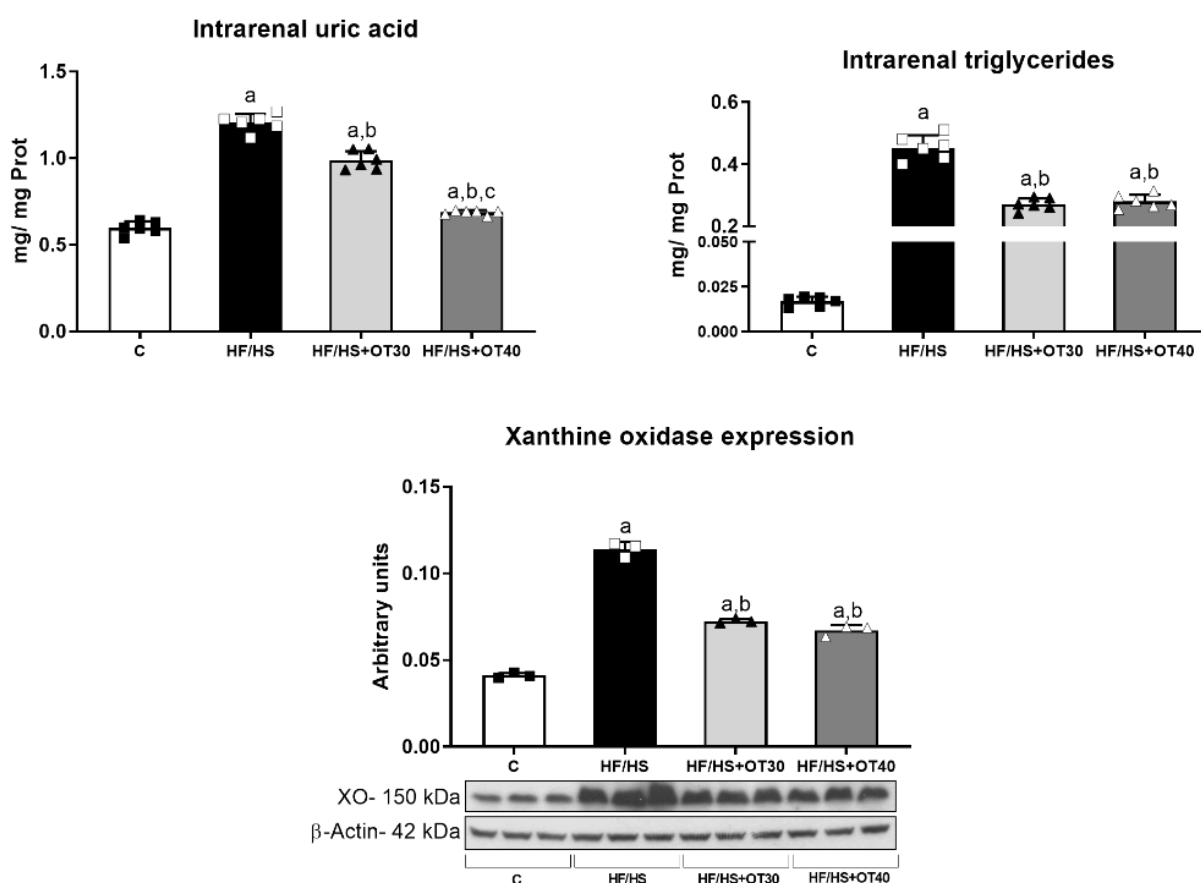 Intrarenal uric acid
mg/ mg Prot
1.5
1.0
0.5
0.0
a
a,b
a,b,c
C HF/HS HF/HS+OT30 HF/HS+OT40
Intrarenal triglycerides
mg/ mg Prot
0.6
0.4
0.2
0.050
0.025
0.000
a
a,b
a,b
C HF/HS HF/HS+OT30 HF/HS+OT40
Xanthine oxidase expression
Arbitrary units
0.15
0.10
0.05
0.00
a
a,b
a,b
C HF/HS HF/HS+OT30 HF/HS+OT40
XO- 150 kDa
β-Actin- 42 kDa
C HF/HS HF/HS+OT30 HF/HS+OT40